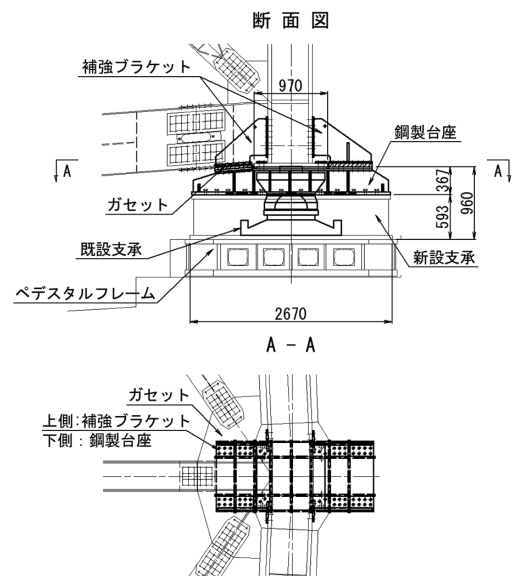 断面図
補強ブラケット
970
鋼製台座
A
A
367
593
960
ガセット
既設支承
新設支承
ペデスタルフレーム
2670
A - A
ガセット
上側:補強ブラケット
下側:鋼製台座